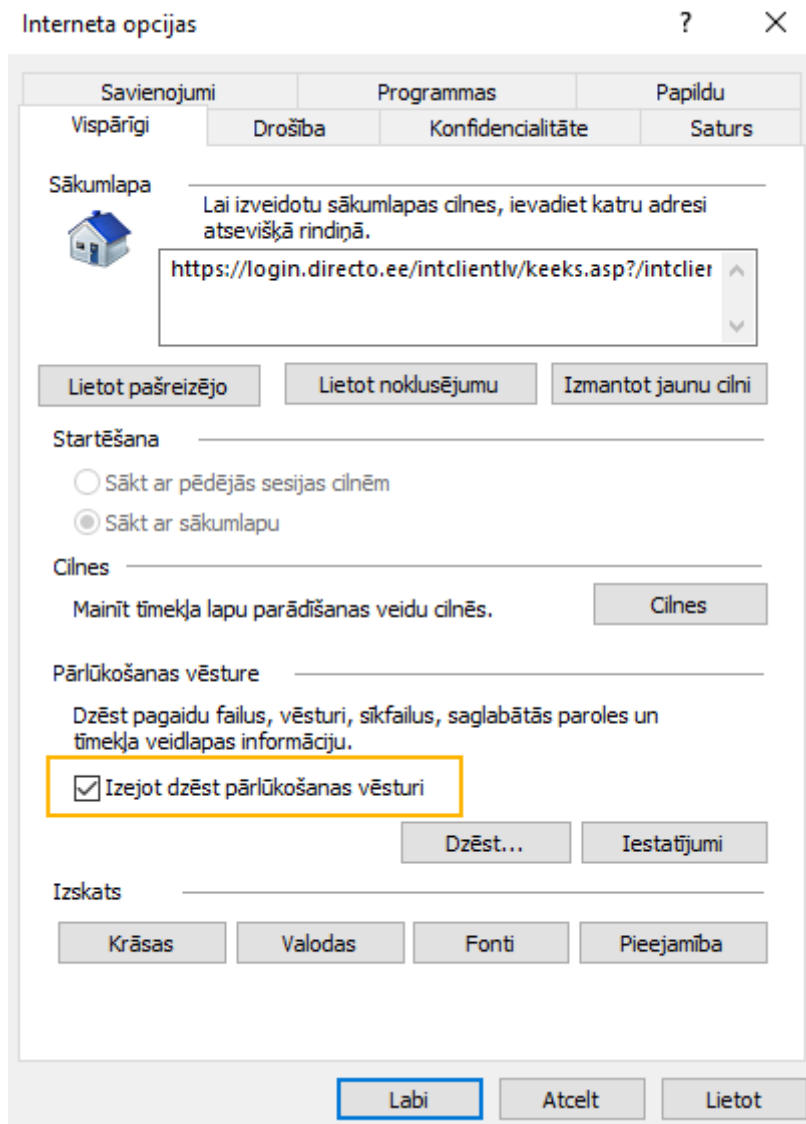 Interneta opcijas
Savienojumi Programmas Papildu
Vispārīgi Drošība Konfidencialitāte Saturs
Sākumlapa
Lai izveidotu sākumlapas cilnes, ievadiet katru adresi
atsevišķā rindiņā.
https://login.directo.ee/intclientlv/keeks.asp?/intclier
Lietot pašreizējo Lietot noklusējumu Izmantot jaunu cilni
Startēšana
Sākt ar pēdējās sesijas cilnēm
Sākt ar sākumlapu
Cilnes
Mainīt tīmekļa lapu parādīšanas veidu cilnēs. Cilnes
Pārlūkošanas vēsture
Dzēst pagaidu failus, vēsturi, sīkfailus, saglabātās paroles un
tīmekļa veidlapas informāciju.
Izejot dzēst pārlūkošanas vēsturi
Dzēst... Iestatījumi
Izskats
Krāsas Valodas Fonti Pieejamība
Labi Atcelt Lietot